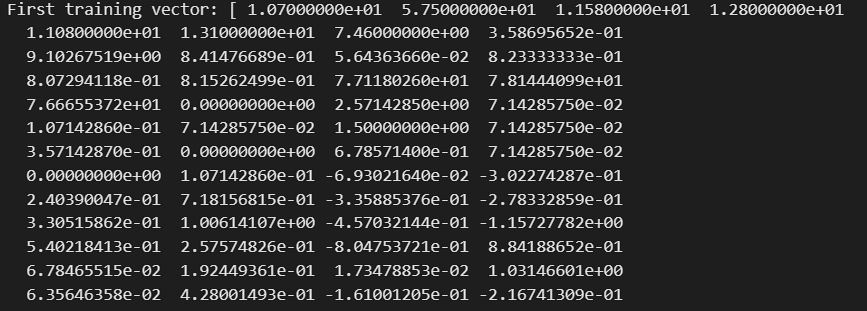 First training vector: [ 1.07000000e+01  5.75000000e+01  1.15800000e+01  1.28000000e+01
  1.10800000e+01  1.31000000e+01  7.46000000e+00  3.58695652e-01
  9.10267519e+00  8.41476689e-01  5.64363660e-02  8.23333333e-01
  8.07294118e-01  8.15262499e-01  7.71180260e+01  7.81444099e+01
  7.66655372e+01  0.00000000e+00  2.57142850e+00  7.14285750e-02
  1.07142860e-01  7.14285750e-02  1.50000000e+00  7.14285750e-02
  3.57142870e-01  0.00000000e+00  6.78571400e-01  7.14285750e-02
  0.00000000e+00  1.07142860e-01 -6.93021640e-02 -3.02274287e-01
  2.40390047e-01  7.18156815e-01 -3.35885376e-01 -2.78332859e-01
  3.30515862e-01  1.00614107e+00 -4.57032144e-01 -1.15727782e+00
  5.40218413e-01  2.57574826e-01 -8.04753721e-01  8.84188652e-01
  6.78465515e-02  1.92449361e-01  1.73478853e-02  1.03146601e+00
  6.35646358e-02  4.28001493e-01 -1.61001205e-01 -2.16741309e-01